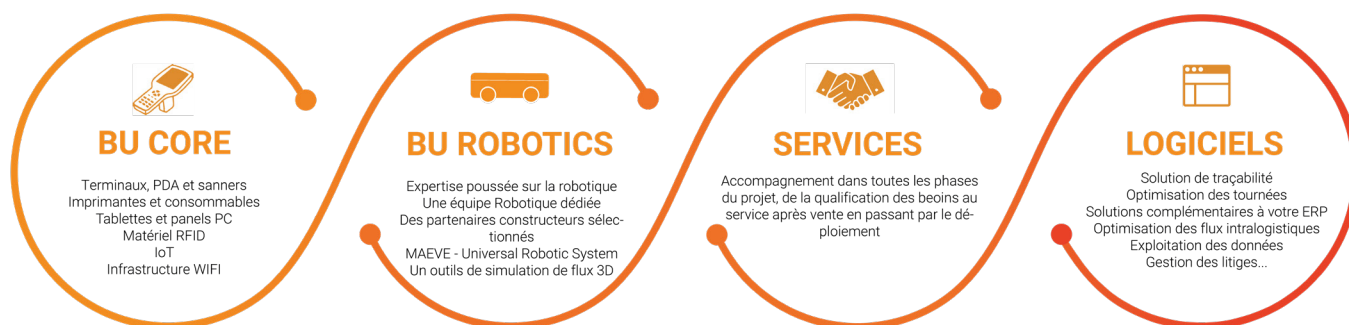 BU CORE
Terminaux, PDA et sanners
Imprimantes et consommables
Tablettes et panels PC
Matériel RFID
IoT
Infrastructure WIFI
BU ROBOTICS
Expertise poussée sur la robotique
Une équipe Robotique dédiée
Des partenaires constructeurs sélec-
tionnés
MAEVE - Universal Robotic System
Un outils de simulation de flux 3D
SERVICES
Accompagnement dans toutes les phases
du projet, de la qualification des beoins au
service après vente en passant par le dé-
ploiement
LOGICIELS
Solution de traçabilité
Optimisation des tournées
Solutions complémentaires à votre ERP
Optimisation des flux intralogistiques
Exploitation des données
Gestion des litiges...